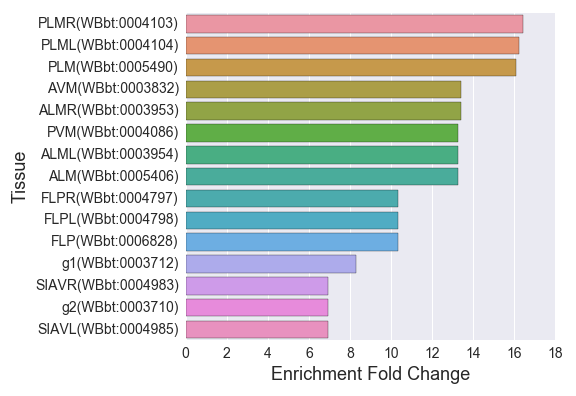 PLMR(WBbt:0004103)
PLML(WBbt:0004104)
PLM(WBbt:0005490)
AVM(WBbt:0003832)
ALMR(WBbt:0003953)
PVM(WBbt:0004086)
ALML(WBbt:0003954)
ALM(WBbt:0005406)
FLPR(WBbt:0004797)
FLPL(WBbt:0004798)
FLP(WBbt:0006828)
g1(WBbt:0003712)
SIAVR(WBbt:0004983)
g2(WBbt:0003710)
SIAVL(WBbt:0004985)
Tissue
0 2 4 6 8 10 12 14 16 18
Enrichment Fold Change